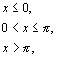 x ≤ 0,
0 < x ≤ π,
x > π,